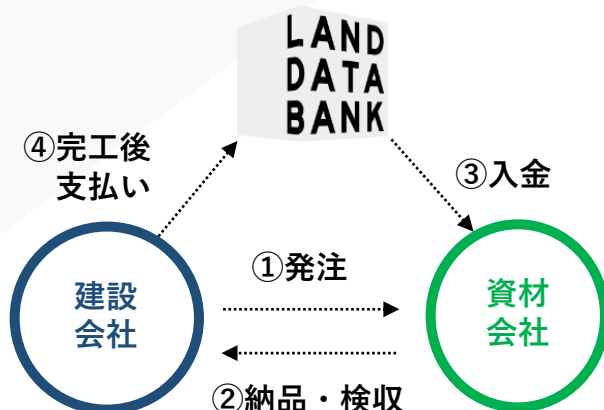 LAND
DATA
BANK
④完工後
支払い
③入金
①発注
建設
会社
資材
会社
②納品・検収